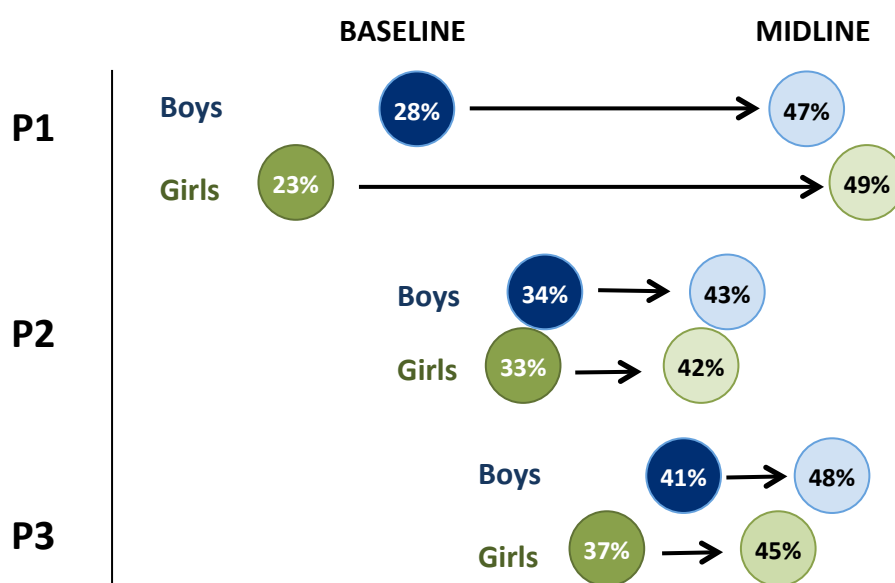 BASELINE MIDLINE
P1
Boys 28% 47%
Girls 23% 49%
P2
Boys 34% 43%
Girls 33% 42%
P3
Boys 41% 48%
Girls 37% 45%